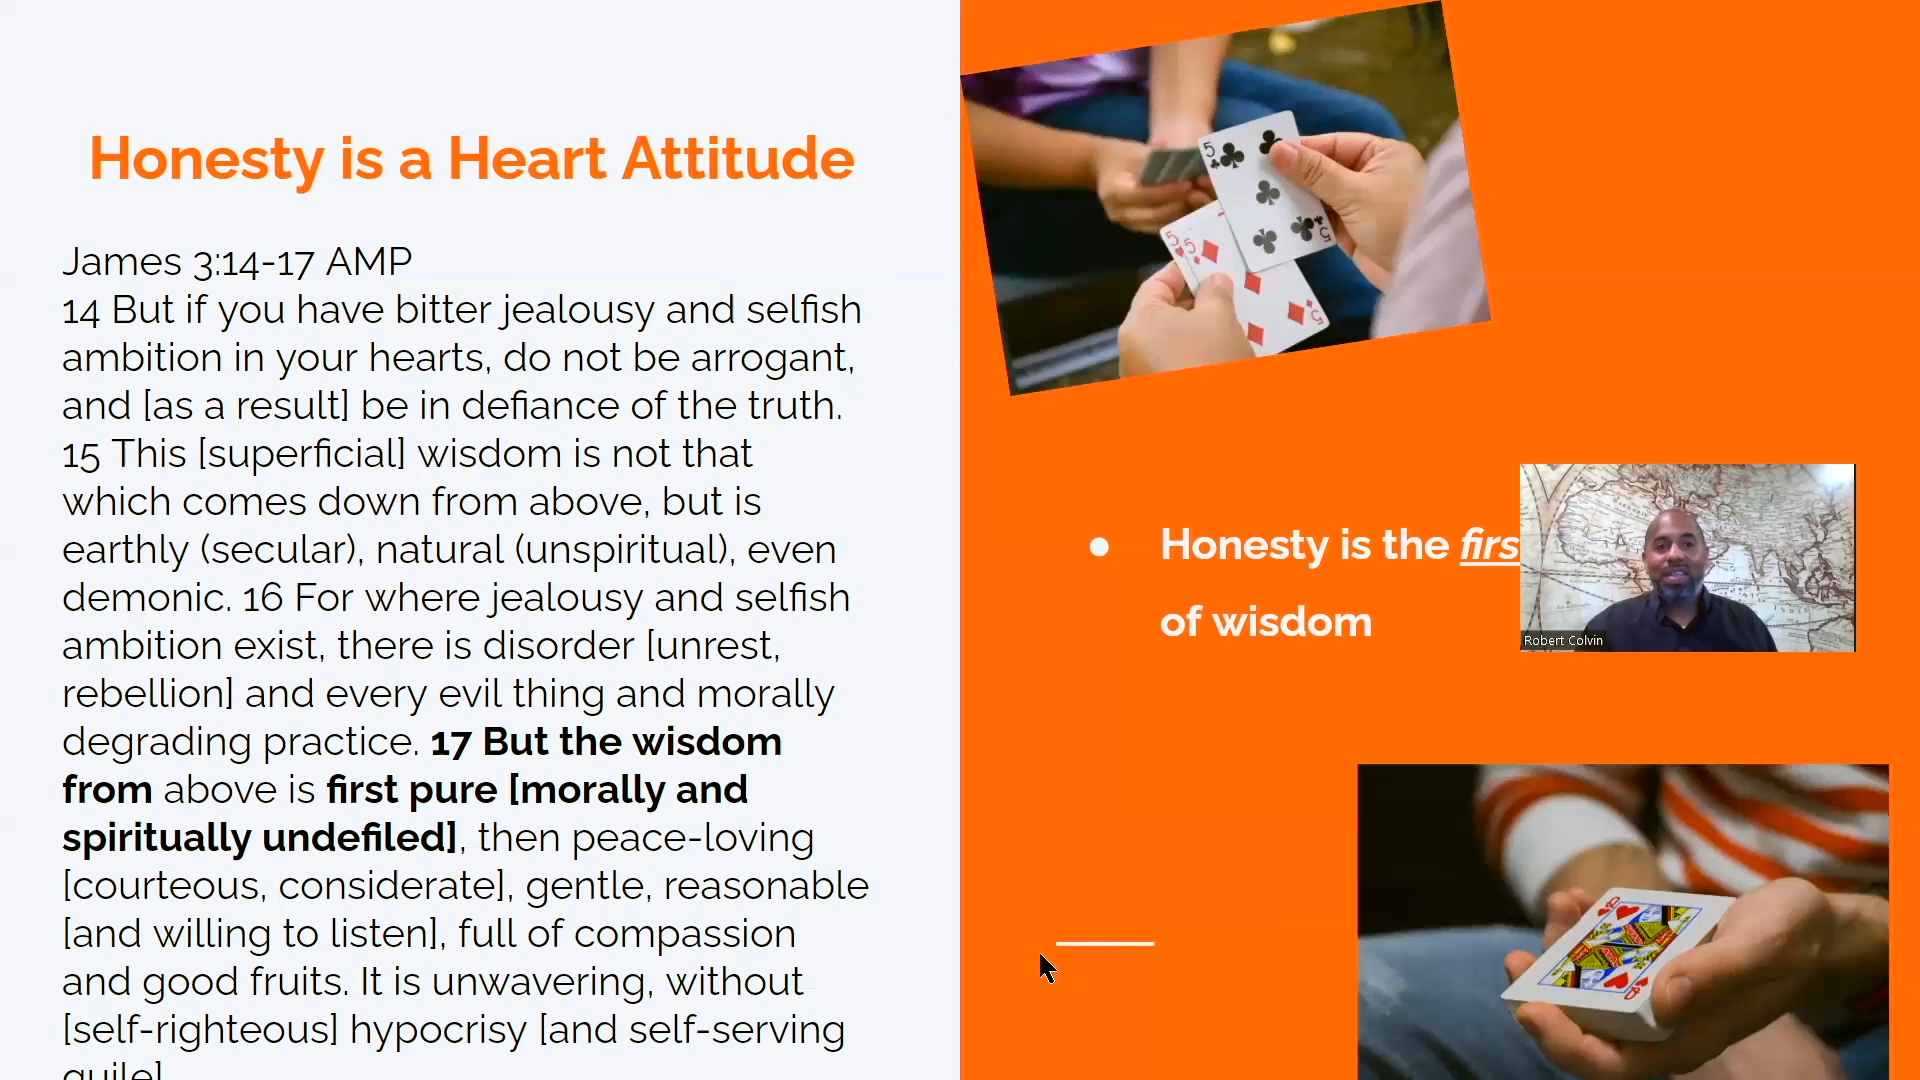 Honesty is a Heart Attitude
James 3:14-17 AMP
14 But if you have bitter jealousy and selfish
ambition in your hearts, do not be arrogant,
and [as a result] be in defiance of the truth.
15 This [superficial] wisdom is not that
which comes down from above, but is
earthly (secular), natural (unspiritual), even
demonic. 16 For where jealousy and selfish
ambition exist, there is disorder [unrest,
rebellion] and every evil thing and morally
degrading practice. 17 But the wisdom
from above is first pure [morally and
spiritually undefiled], then peace-loving
[courteous, considerate], gentle, reasonable
[and willing to listen], full of compassion
and good fruits. It is unwavering, without
[self-righteous] hypocrisy [and self-serving
guile].
5
5
5 5
5
● Honesty is the firs
of wisdom
Robert Colvin
Q
Q